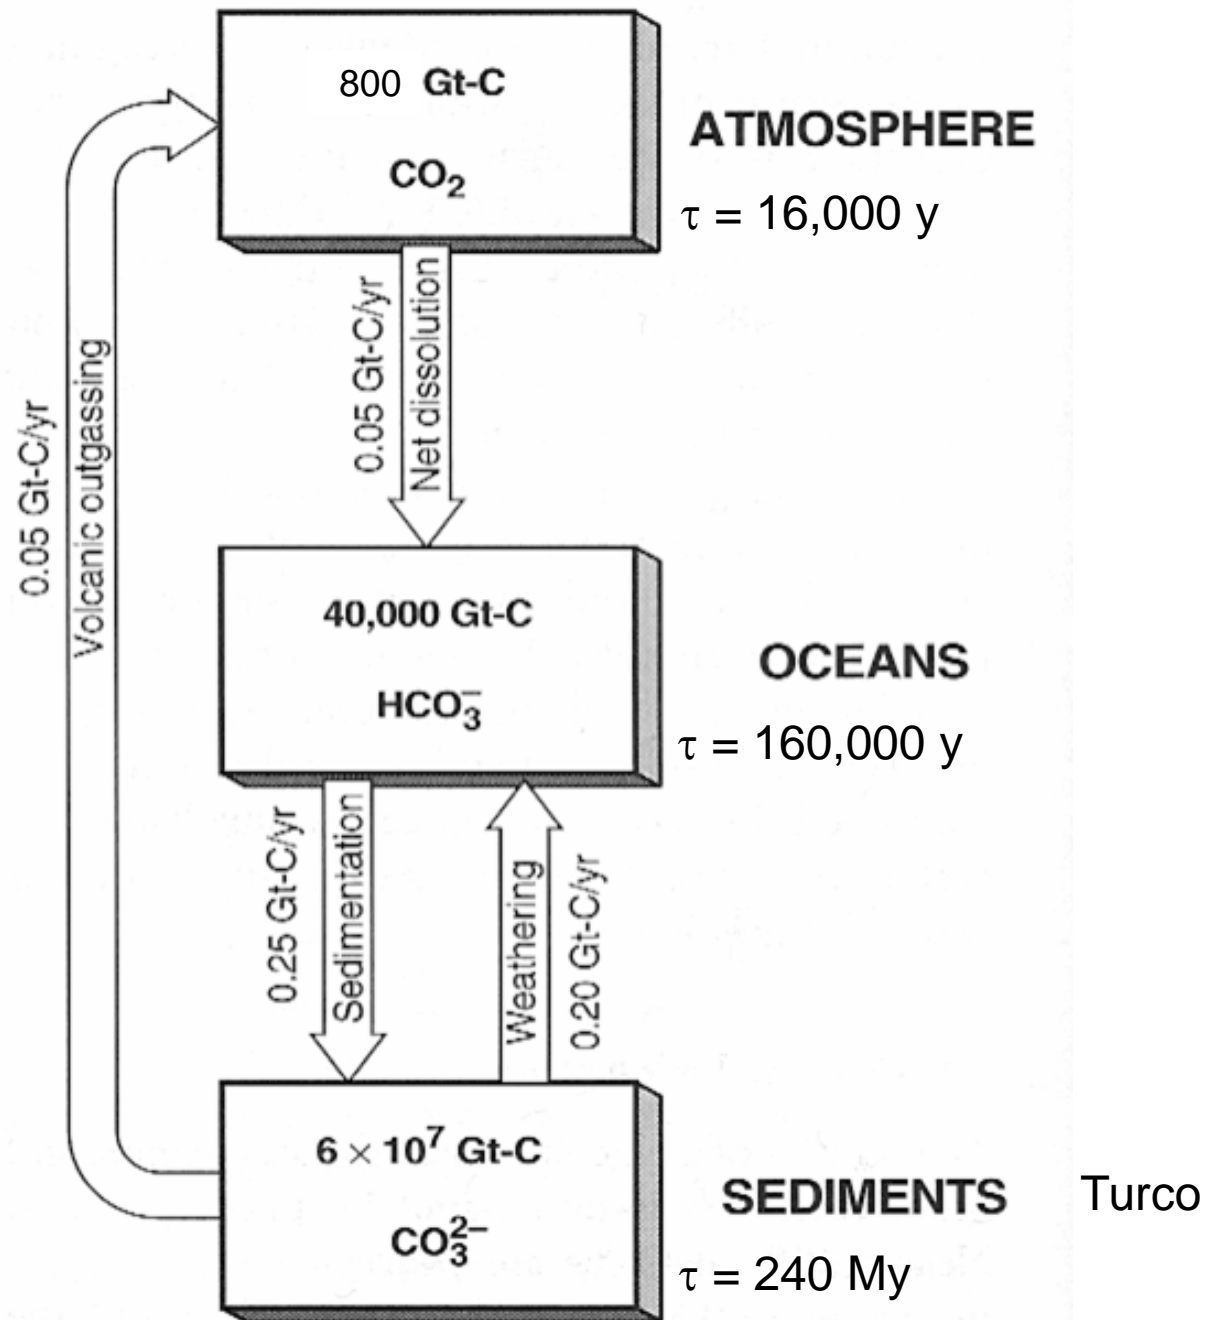 800 Gt-C
CO₂
ATMOSPHERE
τ = 16,000 y
0.05 Gt-C/yr
Volcanic outgassing
0.05 Gt-C/yr
Net dissolution
40,000 Gt-C
HCO₃⁻
OCEANS
τ = 160,000 y
0.25 Gt-C/yr
Sedimentation
Weathering
0.20 Gt-C/yr
6 × 10⁷ Gt-C
CO₃²⁻
SEDIMENTS
τ = 240 My
Turco